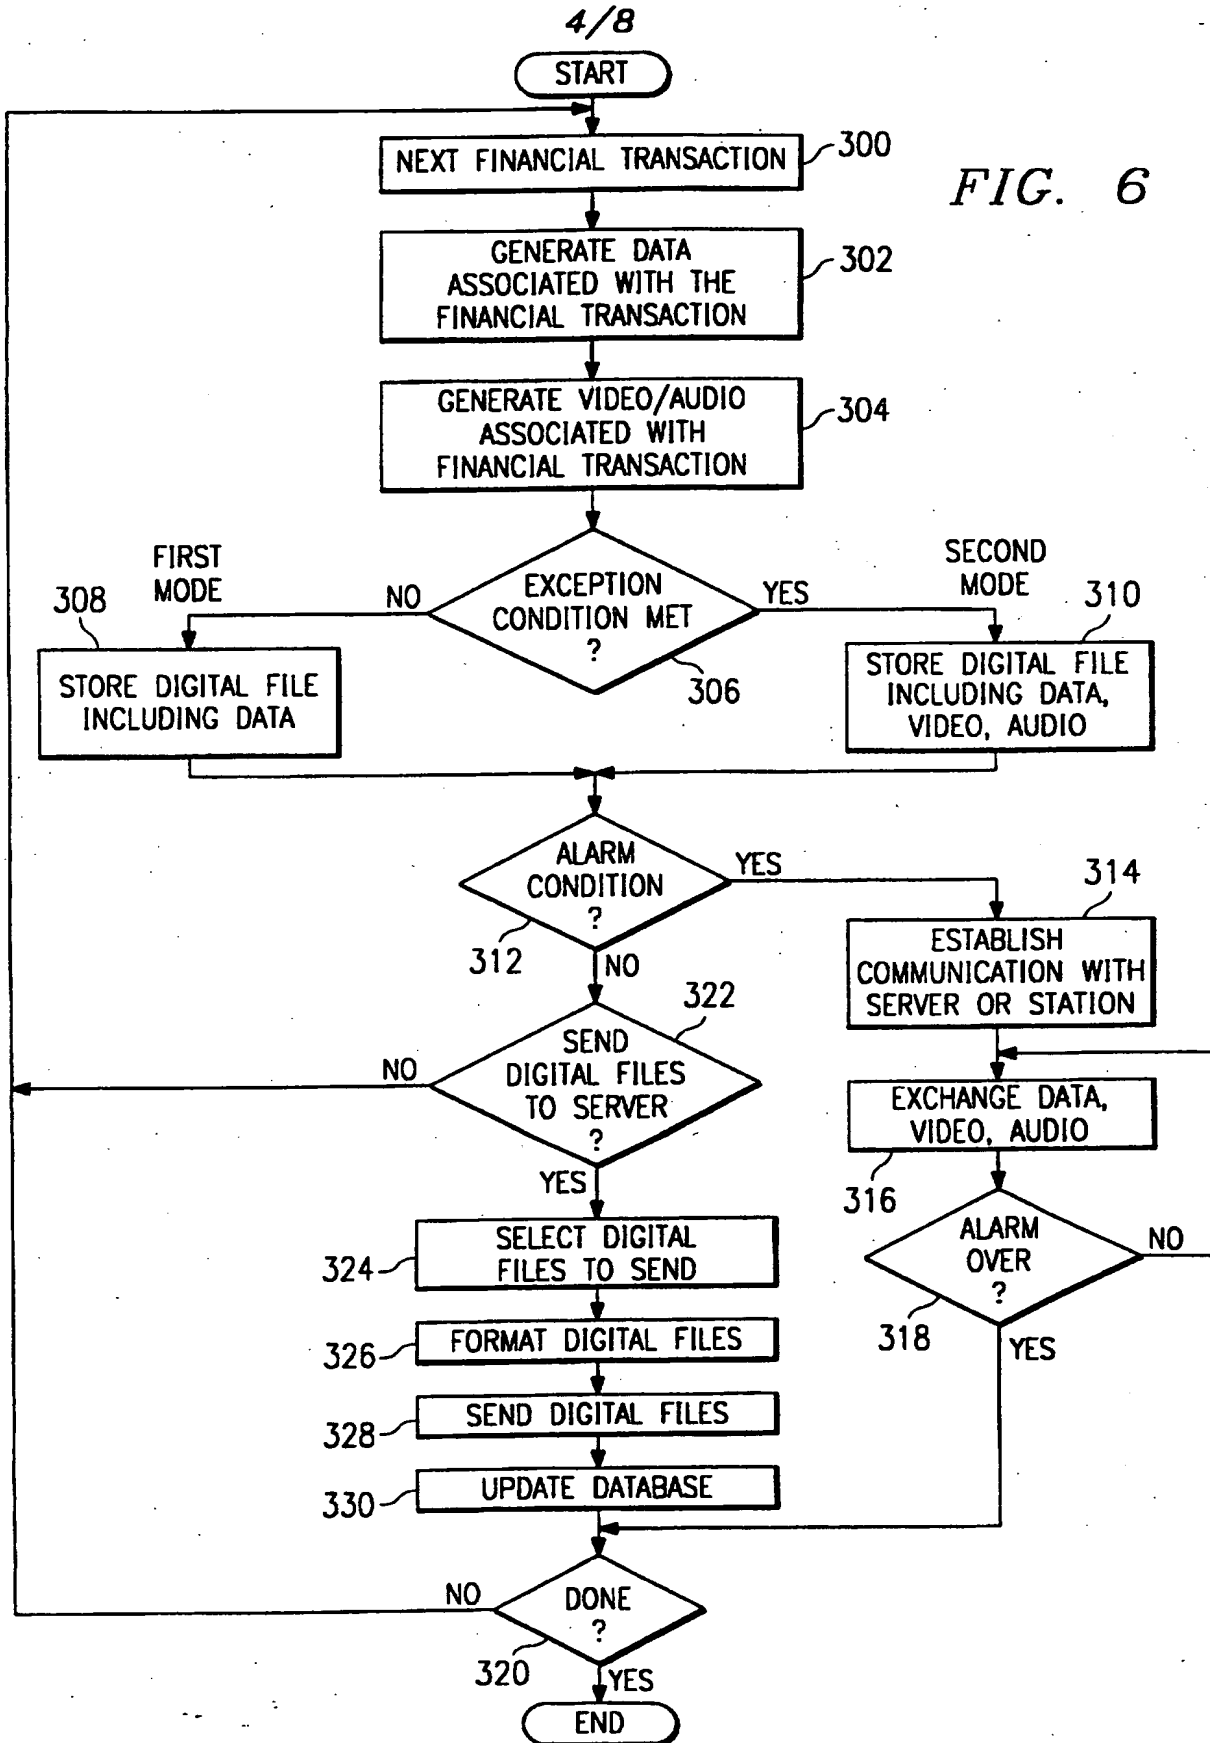 4/8
START
NEXT FINANCIAL TRANSACTION
300
FIG. 6
GENERATE DATA
ASSOCIATED WITH THE
FINANCIAL TRANSACTION
302
GENERATE VIDEO/AUDIO
ASSOCIATED WITH
FINANCIAL TRANSACTION
304
FIRST
MODE
NO
EXCEPTION
CONDITION MET
?
306
YES
SECOND
MODE
308
STORE DIGITAL FILE
INCLUDING DATA
310
STORE DIGITAL FILE
INCLUDING DATA,
VIDEO, AUDIO
ALARM
CONDITION
?
312
YES
NO
314
ESTABLISH
COMMUNICATION WITH
SERVER OR STATION
322
SEND
DIGITAL FILES
TO SERVER
?
NO
YES
EXCHANGE DATA,
VIDEO, AUDIO
316
ALARM
OVER
?
318
NO
YES
324
SELECT DIGITAL
FILES TO SEND
326
FORMAT DIGITAL FILES
328
SEND DIGITAL FILES
330
UPDATE DATABASE
NO
DONE
?
320
YES
END